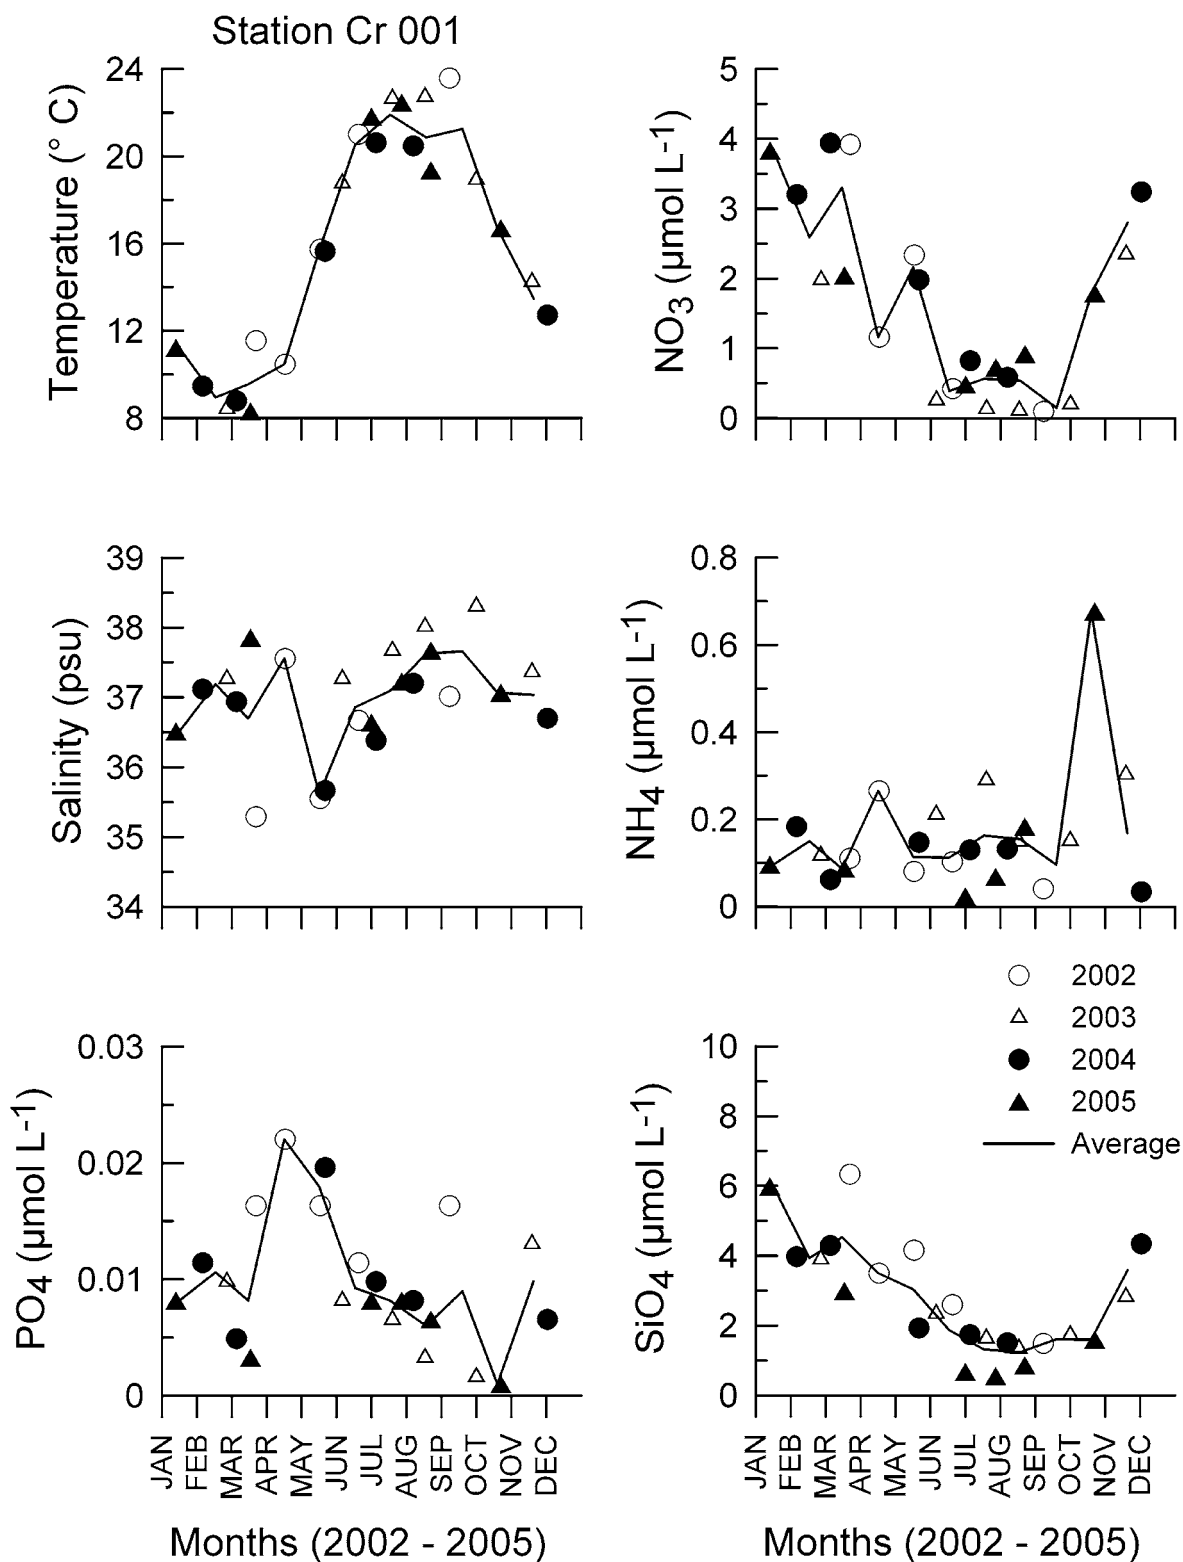 Station Cr 001
Temperature (° C)
24
20
16
12
8
NO3 (µmol L-1)
5
4
3
2
1
0
Salinity (psu)
39
38
37
36
35
34
NH4 (µmol L-1)
0.8
0.6
0.4
0.2
0
2002
2003
2004
2005
Average
PO4 (µmol L-1)
0.03
0.02
0.01
0
JAN
FEB
MAR
APR
MAY
JUN
JUL
AUG
SEP
OCT
NOV
DEC
Months (2002 - 2005)
SiO4 (µmol L-1)
10
8
6
4
2
0
JAN
FEB
MAR
APR
MAY
JUN
JUL
AUG
SEP
OCT
NOV
DEC
Months (2002 - 2005)